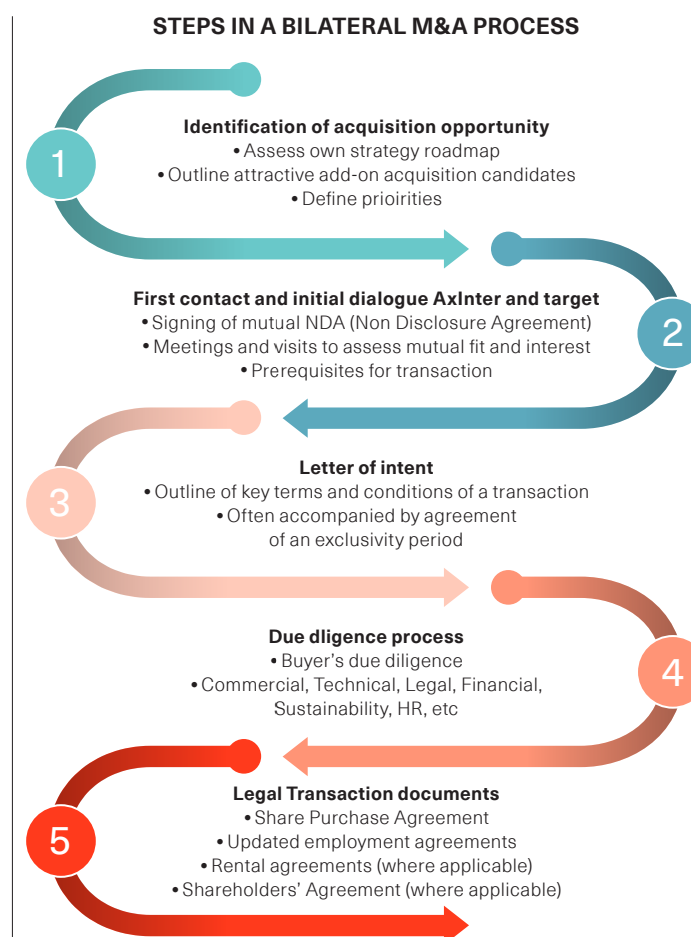 STEPS IN A BILATERAL M&A PROCESS
1
Identification of acquisition opportunity
• Assess own strategy roadmap
• Outline attractive add-on acquisition candidates
• Define prioirities
2
First contact and initial dialogue AxInter and target
• Signing of mutual NDA (Non Disclosure Agreement)
• Meetings and visits to assess mutual fit and interest
• Prerequisites for transaction
3
Letter of intent
• Outline of key terms and conditions of a transaction
• Often accompanied by agreement
of an exclusivity period
4
Due dligence process
• Buyer's due diligence
• Commercial, Technical, Legal, Financial,
Sustainability, HR, etc
5
Legal Transaction documents
• Share Purchase Agreement
• Updated employment agreements
• Rental agreements (where applicable)
• Shareholders' Agreement (where applicable)